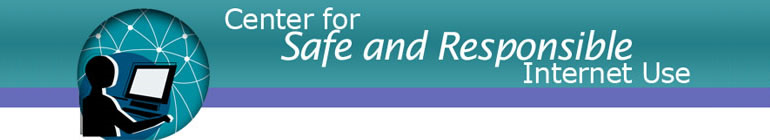 Center for
Safe and Responsible
Internet Use